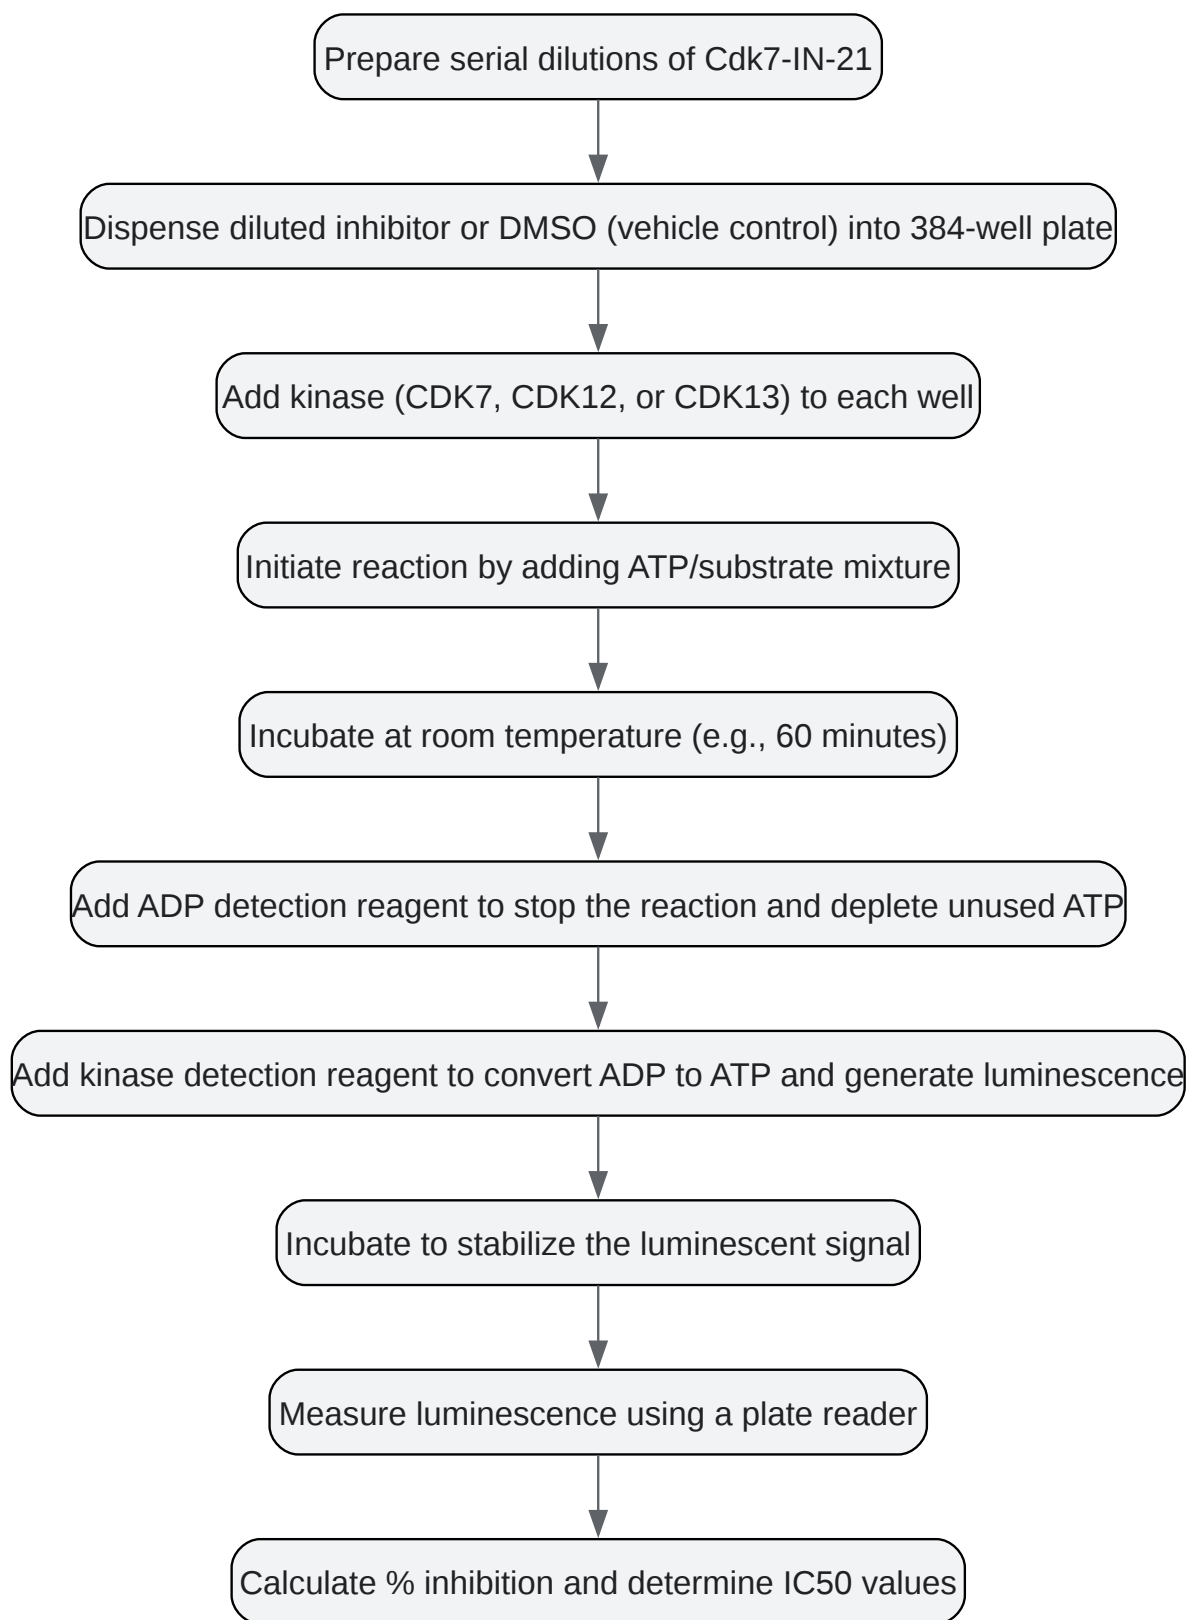 Prepare serial dilutions of Cdk7-IN-21
Dispense diluted inhibitor or DMSO (vehicle control) into 384-well plate
Add kinase (CDK7, CDK12, or CDK13) to each well
Initiate reaction by adding ATP/substrate mixture
Incubate at room temperature (e.g., 60 minutes)
Add ADP detection reagent to stop the reaction and deplete unused ATP
Add kinase detection reagent to convert ADP to ATP and generate luminescence
Incubate to stabilize the luminescent signal
Measure luminescence using a plate reader
Calculate % inhibition and determine IC50 values